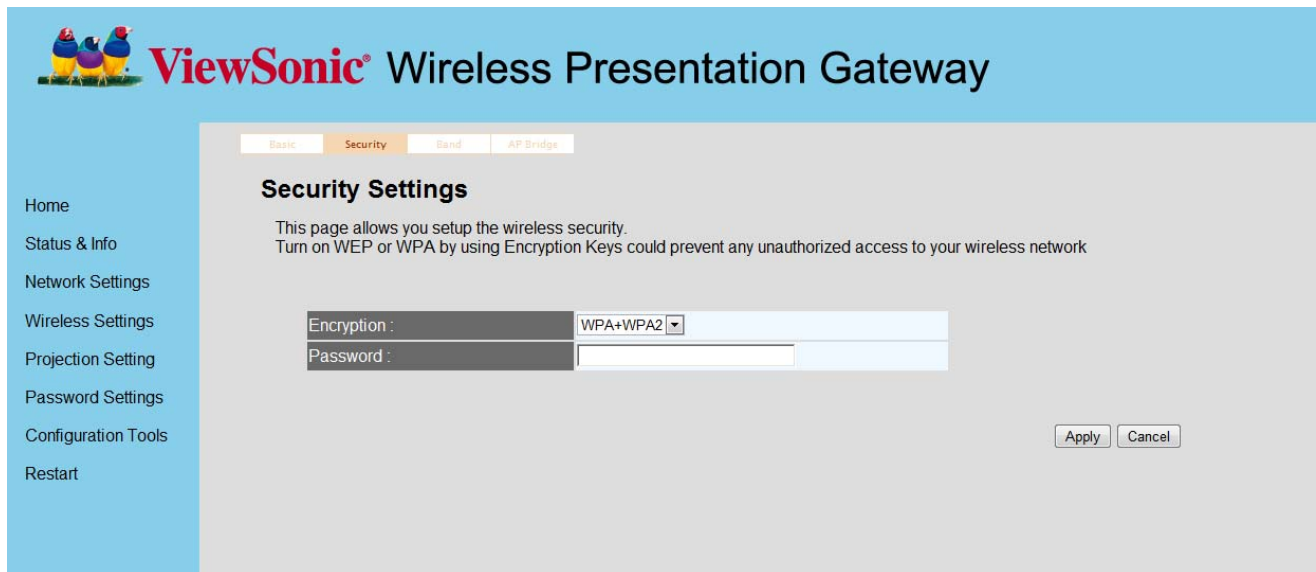 ViewSonic® Wireless Presentation Gateway
Basic Security Band AP Bridge
Home
Status & Info
Network Settings
Wireless Settings
Projection Setting
Password Settings
Configuration Tools
Restart
Security Settings
This page allows you setup the wireless security.
Turn on WEP or WPA by using Encryption Keys could prevent any unauthorized access to your wireless network
Encryption : WPA+WPA2
Password :
Apply Cancel